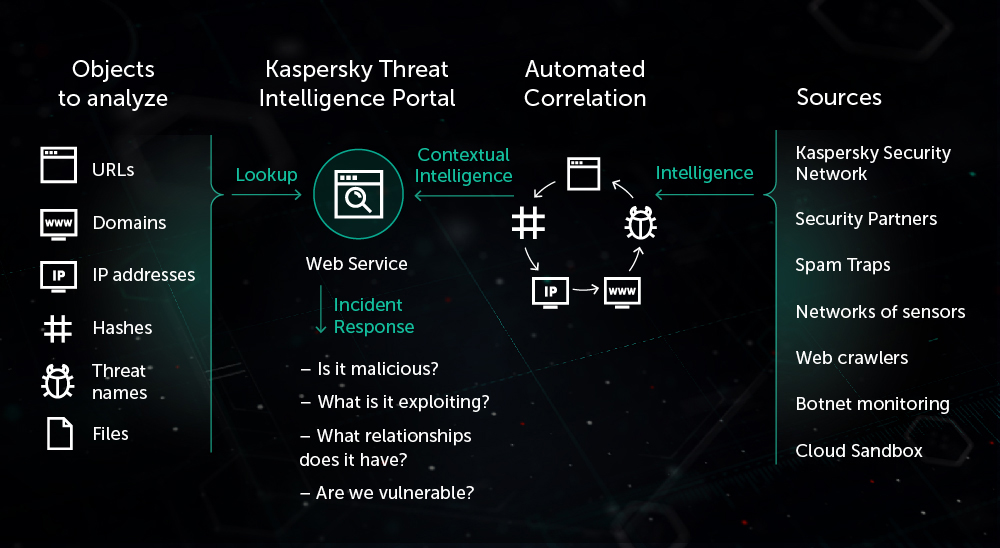 Objects
to analyze
URLs
WWW
Domains
IP
IP addresses
Hashes
Threat
names
Files
Lookup
Kaspersky Threat
Intelligence Portal
Web Service
Incident
Response
– Is it malicious?
– What is it exploiting?
– What relationships
does it have?
– Are we vulnerable?
Contextual
Intelligence
Automated
Correlation
IP
WWW
Intelligence
Sources
Kaspersky Security
Network
Security Partners
Spam Traps
Networks of sensors
Web crawlers
Botnet monitoring
Cloud Sandbox